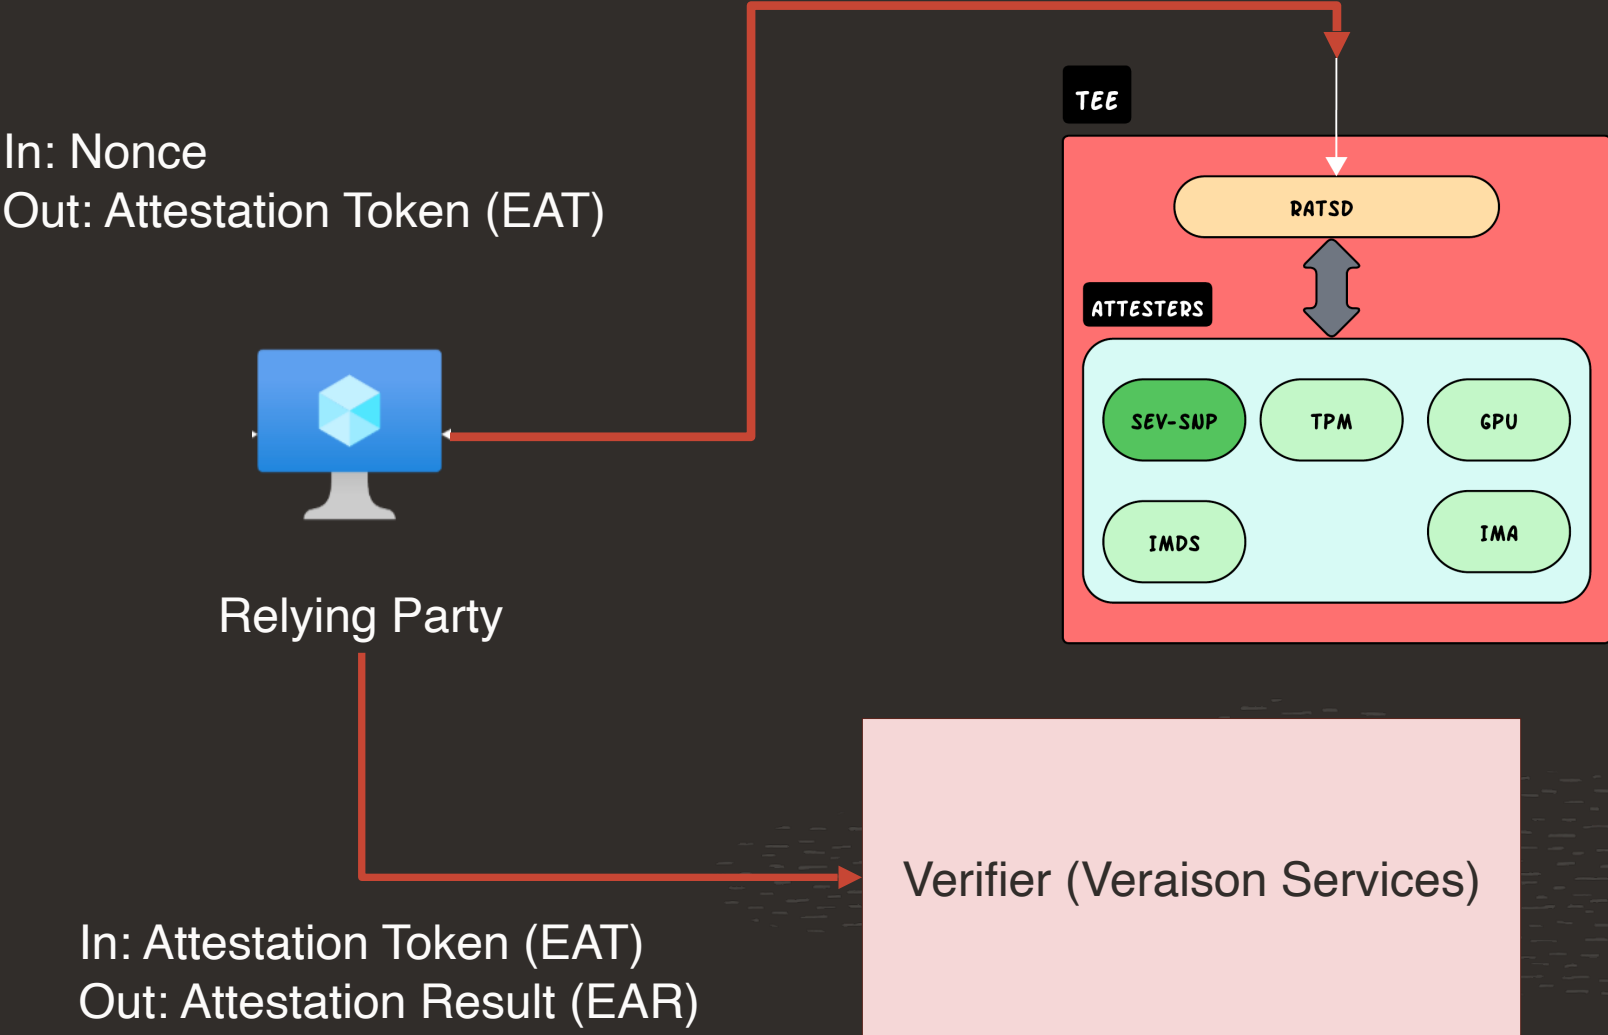 In: Nonce
Out: Attestation Token (EAT)
TEE
RATSD
ATTESTERS
SEV-SNP
TPM
GPU
IMDS
IMA
Relying Party
Verifier (Veraison Services)
In: Attestation Token (EAT)
Out: Attestation Result (EAR)